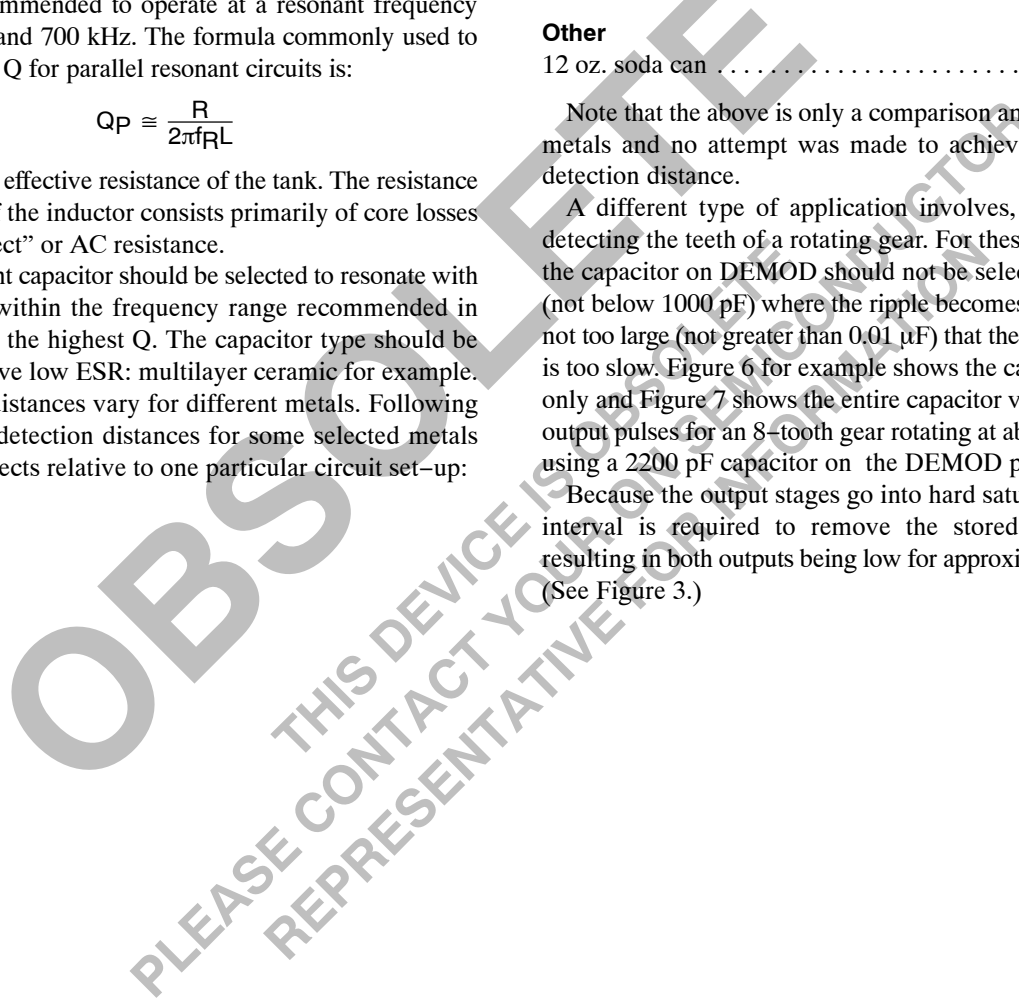 mmended to operate at a resonant frequency
and 700 kHz. The formula commonly used to
Q for parallel resonant circuits is:
QP ≅ R / 2πfRL
effective resistance of the tank. The resistance
f the inductor consists primarily of core losses
ect” or AC resistance.
nt capacitor should be selected to resonate with
within the frequency range recommended in
the highest Q. The capacitor type should be
ve low ESR: multilayer ceramic for example.
distances vary for different metals. Following
detection distances for some selected metals
ects relative to one particular circuit set–up:
Other
12 oz. soda can . . . . . . . . . . . . . . . . . . . . . .
Note that the above is only a comparison an
metals and no attempt was made to achiev
detection distance.
A different type of application involves,
detecting the teeth of a rotating gear. For thes
the capacitor on DEMOD should not be selec
(not below 1000 pF) where the ripple becomes
not too large (not greater than 0.01 µF) that the
is too slow. Figure 6 for example shows the ca
only and Figure 7 shows the entire capacitor v
output pulses for an 8–tooth gear rotating at ab
using a 2200 pF capacitor on the DEMOD p
Because the output stages go into hard satu
interval is required to remove the stored
resulting in both outputs being low for approxi
(See Figure 3.)
OBSOLETE
THIS DEVICE IS OBSOLETE
PLEASE CONTACT YOUR ON SEMICONDUCTOR
REPRESENTATIVE FOR INFORMATION